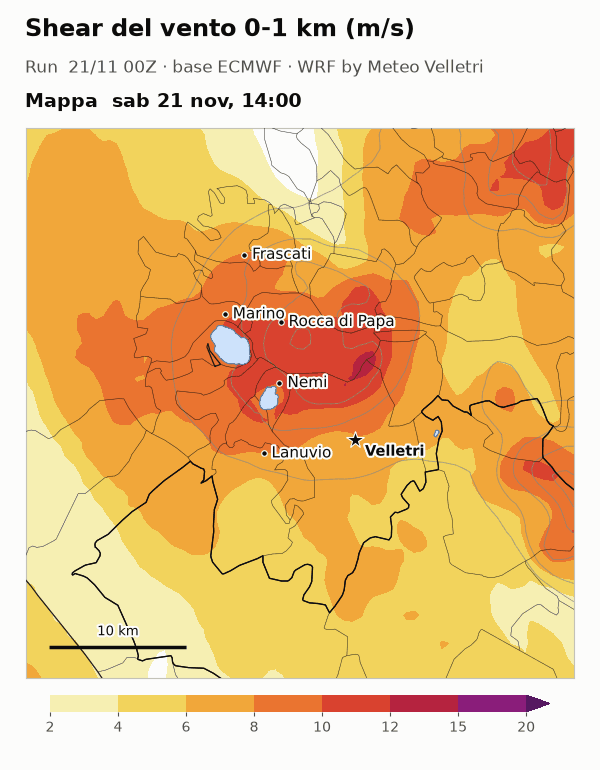 Shear del vento 0-1 km (m/s)
Run  21/11 00Z · base ECMWF · WRF by Meteo Velletri
Mappa  sab 21 nov, 14:00
Frascati
Marino
Rocca di Papa
Nemi
Velletri
Lanuvio
10 km
2 4 6 8 10 12 15 20